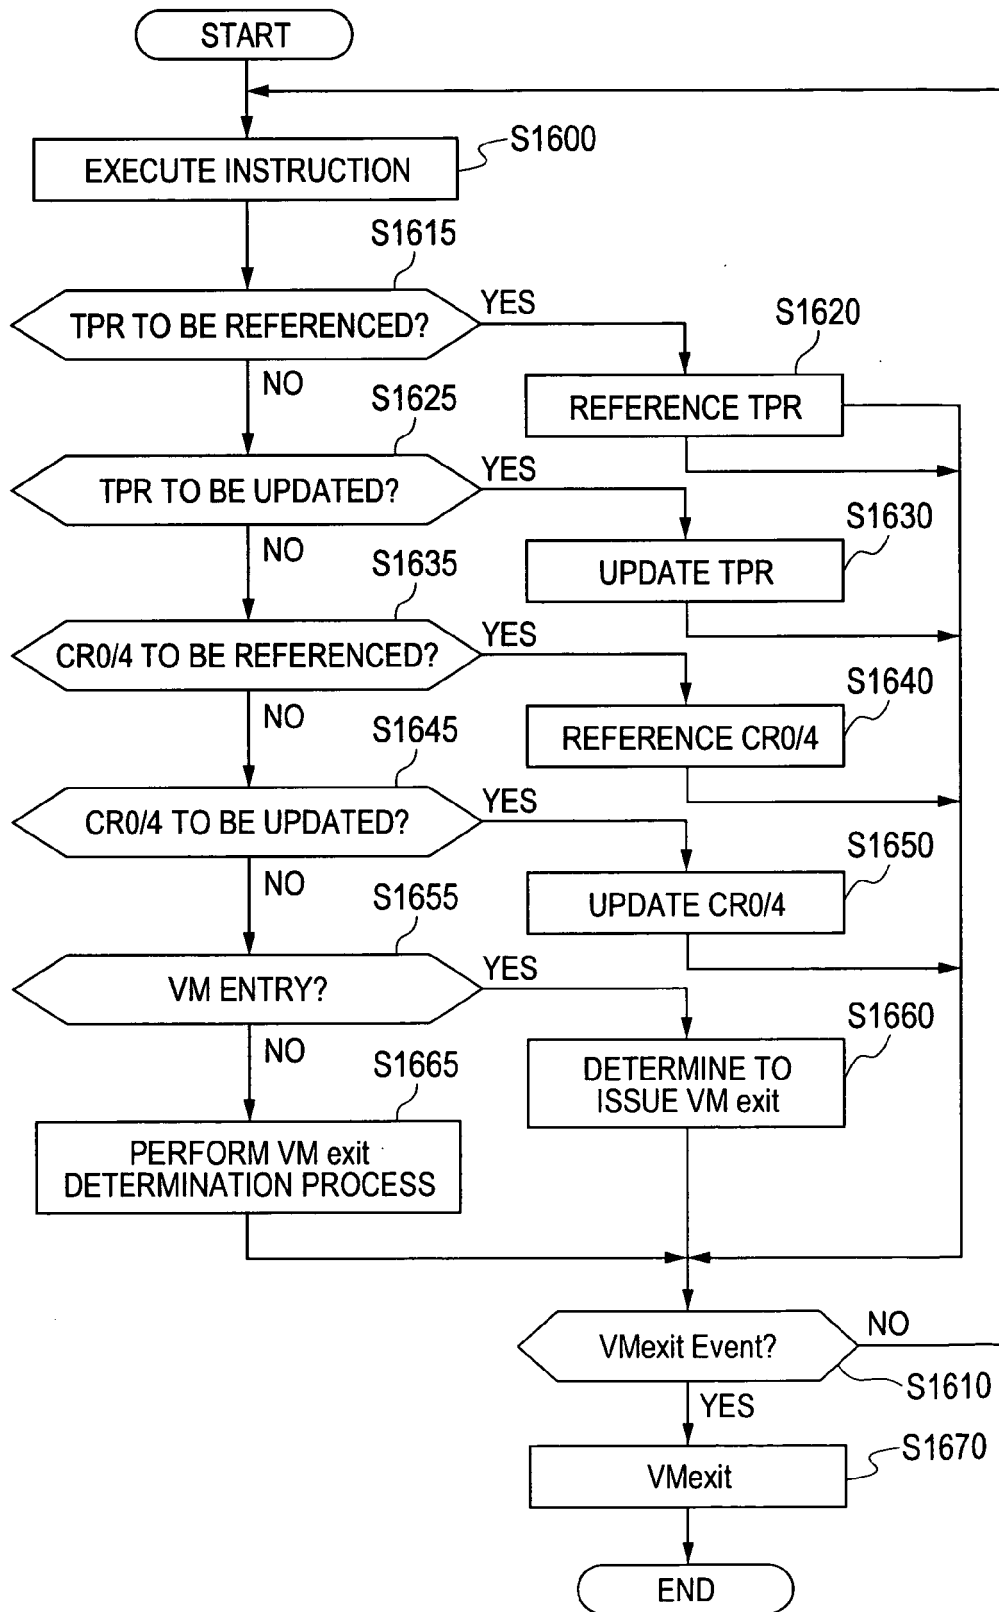 START
EXECUTE INSTRUCTION
S1600
S1615
TPR TO BE REFERENCED?
YES
NO
S1620
REFERENCE TPR
S1625
TPR TO BE UPDATED?
YES
NO
S1630
UPDATE TPR
S1635
CR0/4 TO BE REFERENCED?
YES
NO
S1640
REFERENCE CR0/4
S1645
CR0/4 TO BE UPDATED?
YES
NO
S1650
UPDATE CR0/4
S1655
VM ENTRY?
YES
NO
S1660
DETERMINE TO
ISSUE VM exit
S1665
PERFORM VM exit
DETERMINATION PROCESS
VMexit Event?
NO
S1610
YES
S1670
VMexit
END